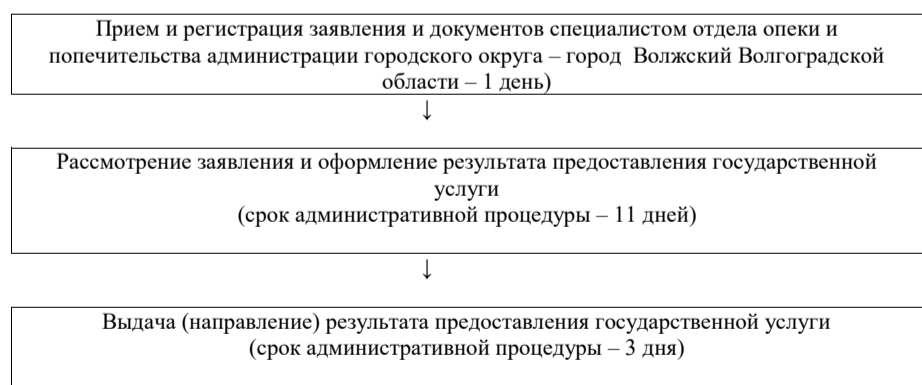 Прием и регистрация заявления и документов специалистом отдела опеки и
попечительства администрации городского округа – город Волжский Волгоградской
области – 1 день)
↓
Рассмотрение заявления и оформление результата предоставления государственной
услуги
(срок административной процедуры – 11 дней)
↓
Выдача (направление) результата предоставления государственной услуги
(срок административной процедуры – 3 дня)